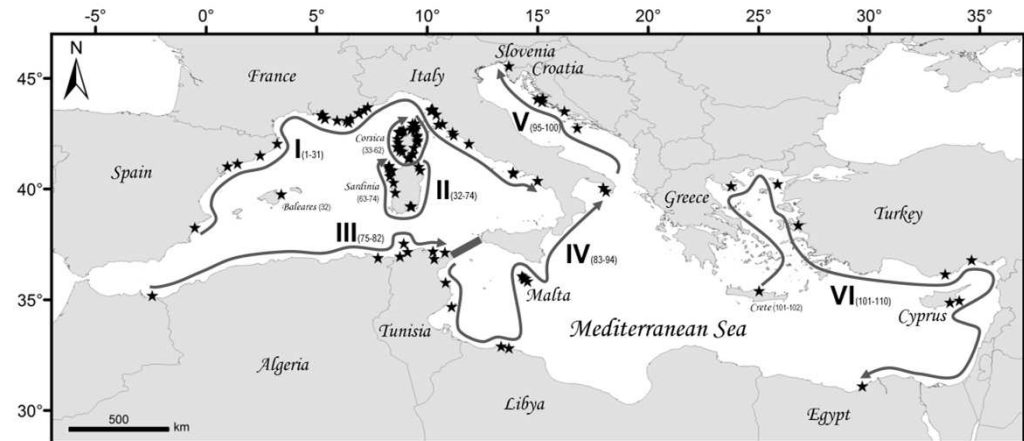 -5° 0° 5° 10° 15° 20° 25° 30° 35°
N
45°
40°
35°
30°
Slovenia
Croatia
France
Italy
V (95-100)
I (1-31)
Corsica
(33-62)
Spain
Sardinia
(63-74)
II (32-74)
Baleares (32)
Greece
Turkey
III (75-82)
IV (83-94)
Malta
VI (101-110)
Crete (101-102)
Cyprus
Tunisia
Mediterranean Sea
Algeria
Libya
Egypt
500
km